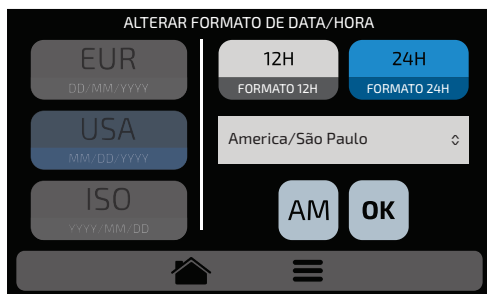 ALTERAR FORMATO DE DATA/HORA
EUR
DD/MM/YYYY
USA
MM/DD/YYYY
ISO
YYYY/MM/DD
12H
FORMATO 12H
24H
FORMATO 24H
America/São Paulo
AM
OK